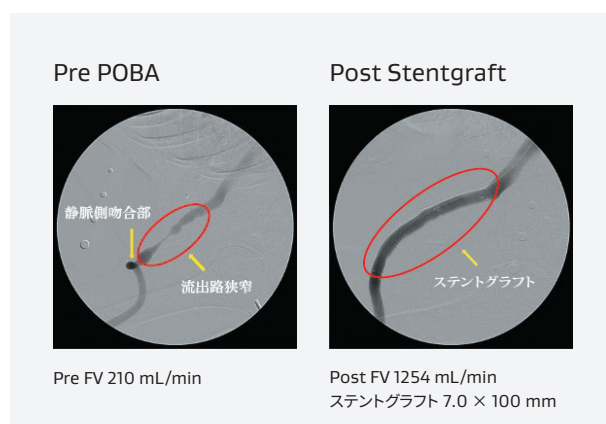 Pre POBA
Post Stentgraft
静脈側吻合部
流出路狭窄
ステントグラフト
Pre FV 210 mL/min
Post FV 1254 mL/min
ステントグラフト 7.0 × 100 mm